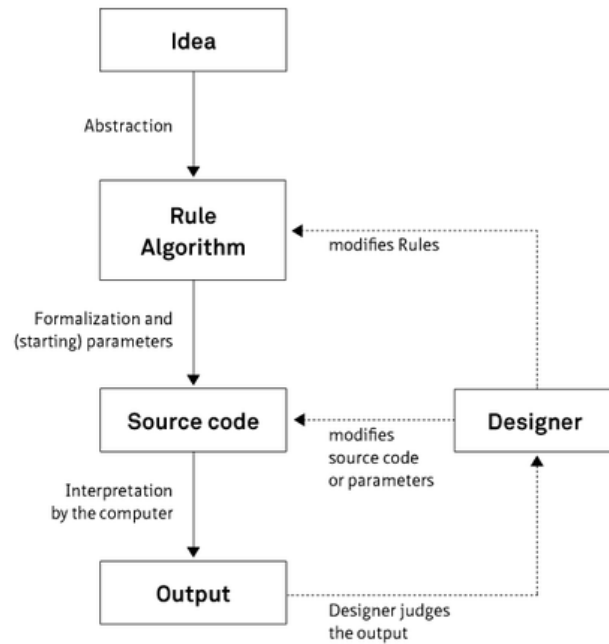 Idea
Abstraction
Rule
Algorithm
modifies Rules
Formalization and
(starting) parameters
Source code
Designer
modifies
source code
or parameters
Interpretation
by the computer
Output
Designer judges
the output